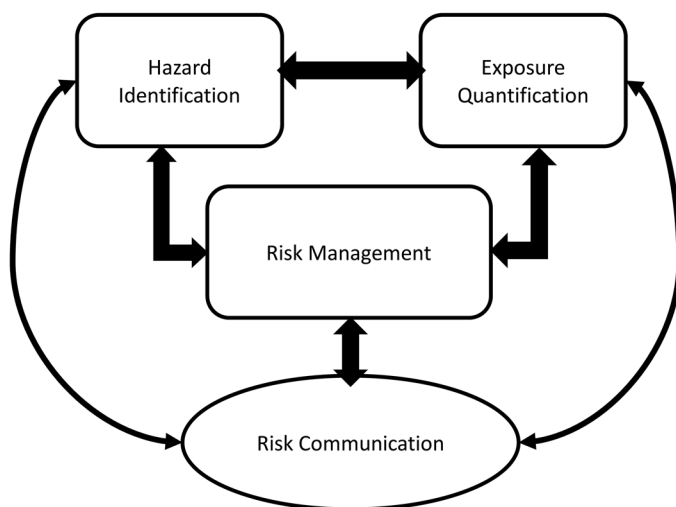 Hazard
Identification
Exposure
Quantification
Risk Management
Risk Communication